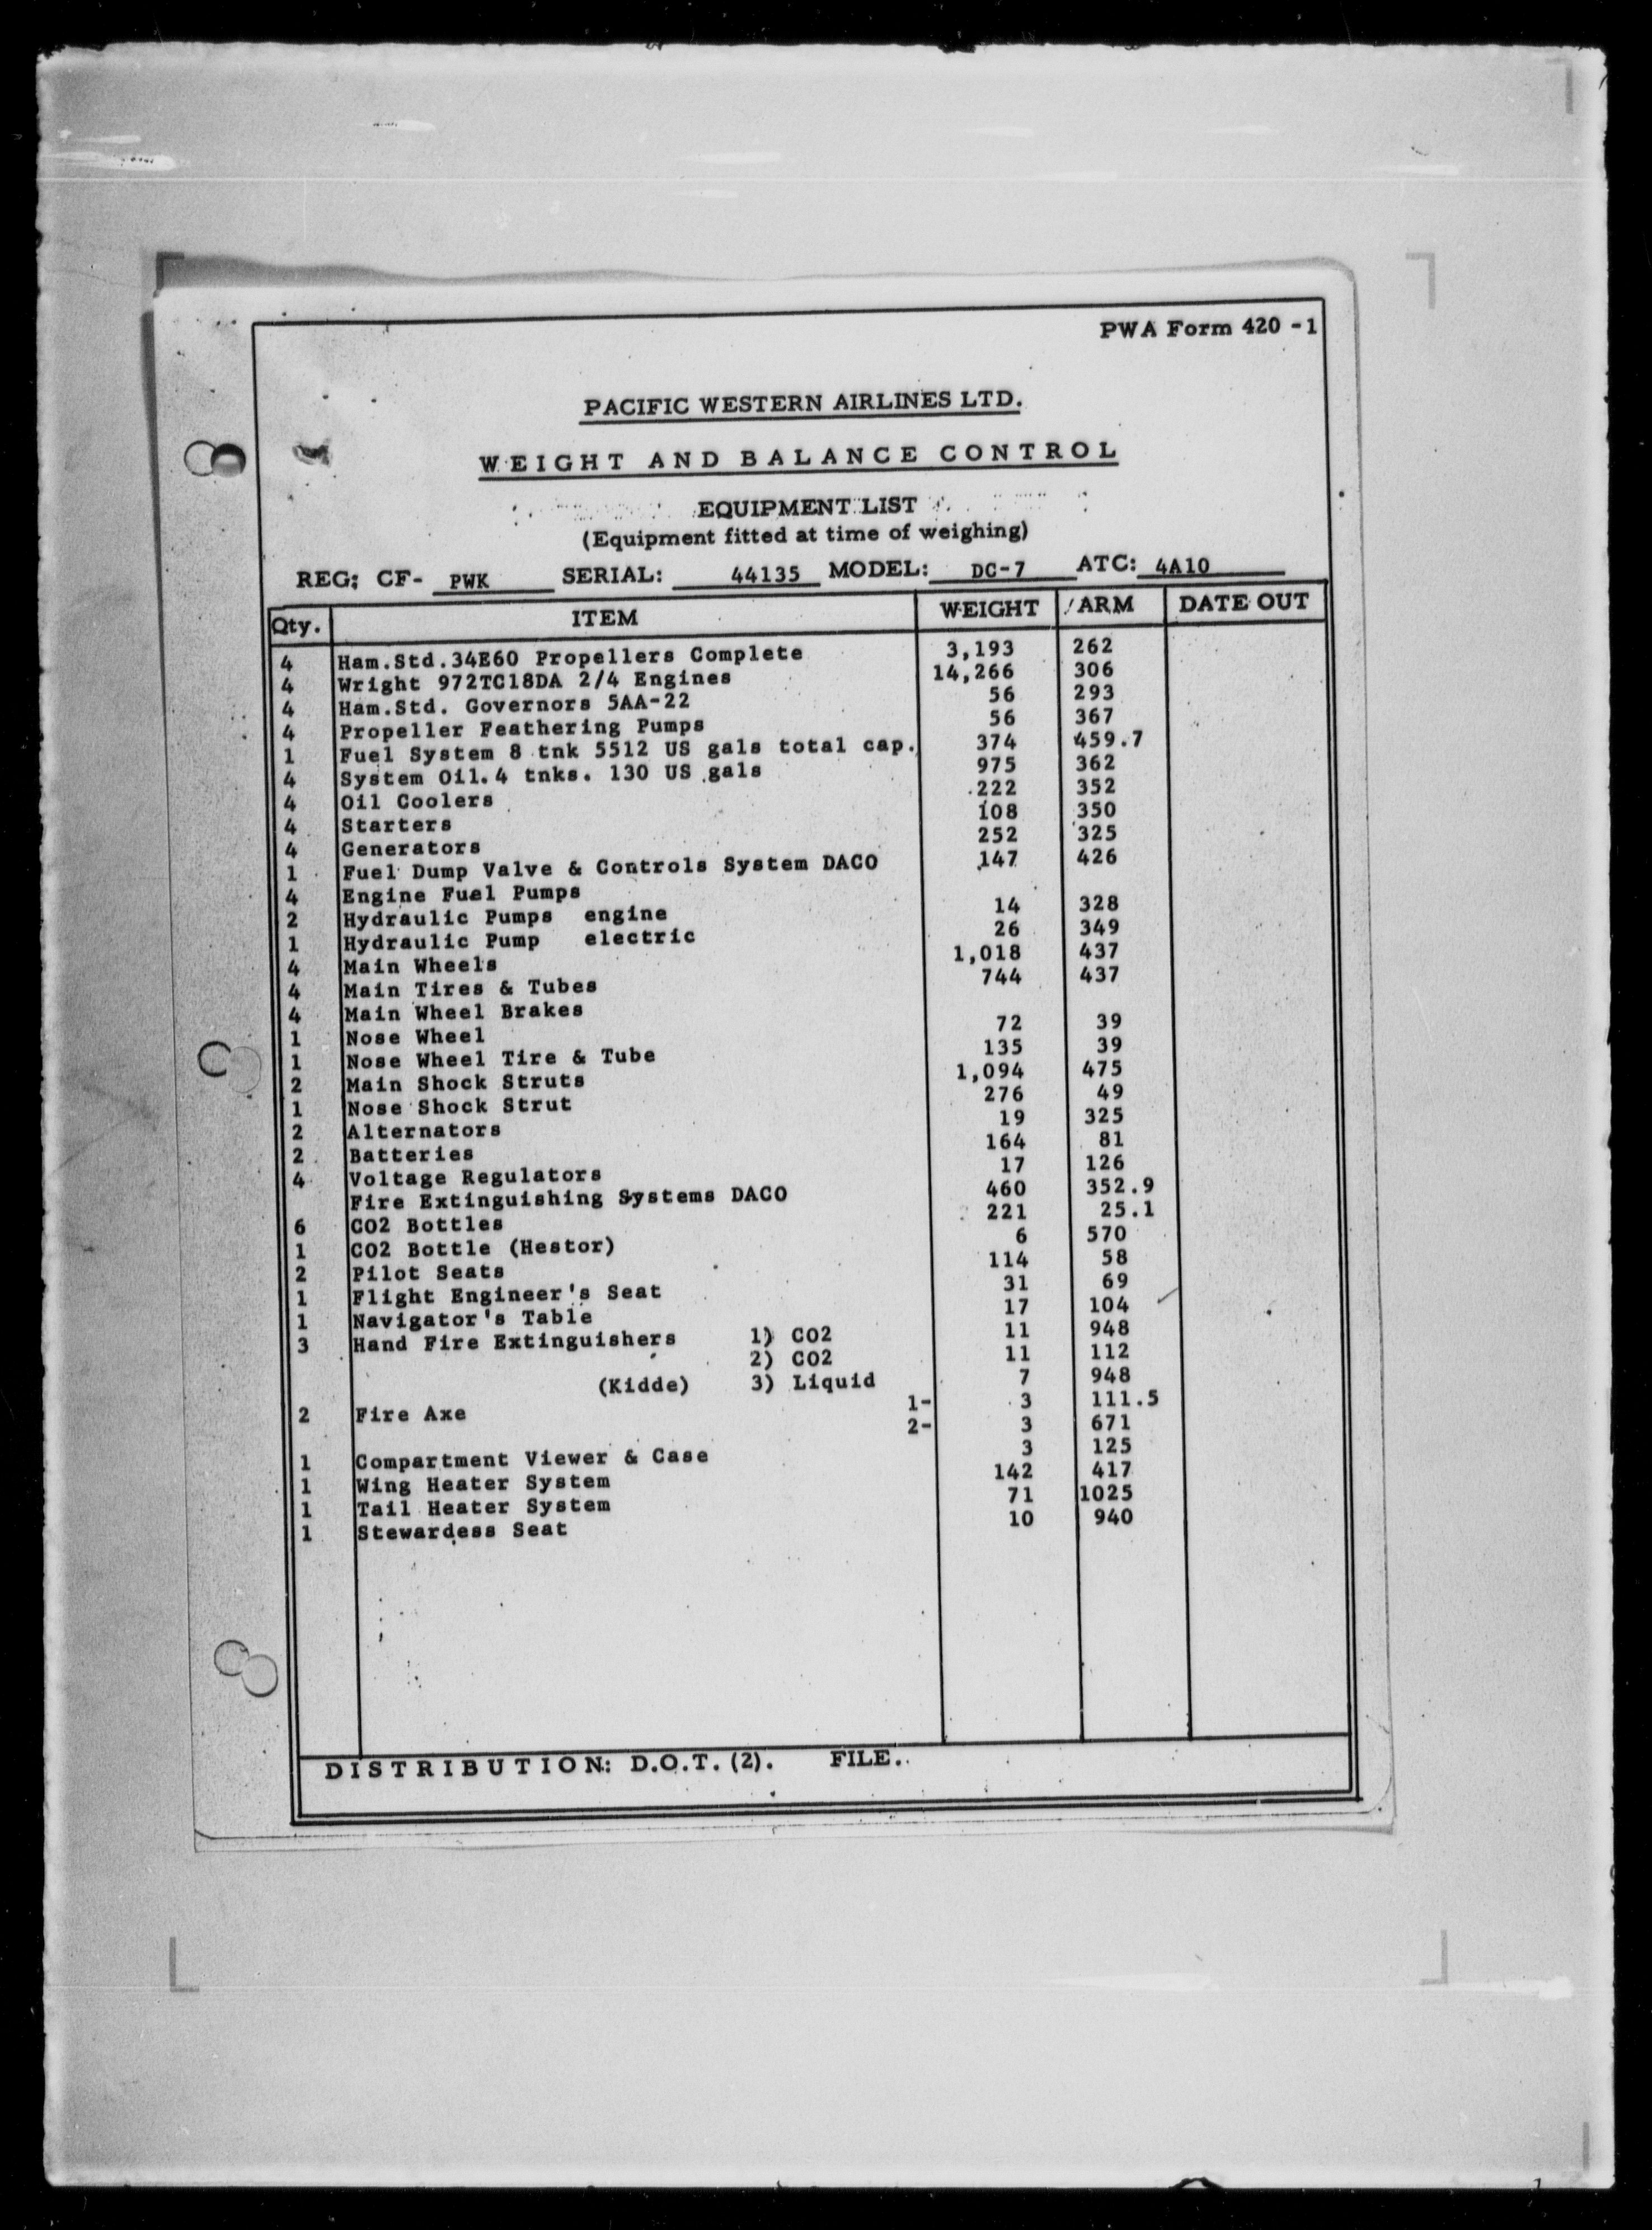 PWA Form 420 -1
PACIFIC WESTERN AIRLINES LTD.
WEIGHT AND BALANCE CONTROL
EQUIPMENT LIST
(Equipment fitted at time of weighing)
REG: CF- PWK SERIAL: 44135 MODEL: DC-7 ATC: 4A10
Qty. ITEM WEIGHT ARM DATE OUT
4 Ham.Std.34E60 Propellers Complete 3,193 262
4 Wright 972TC18DA 2/4 Engines 14,266 306
4 Ham.Std. Governors 5AA-22 56 293
4 Propeller Feathering Pumps 56 367
1 Fuel System 8 tnk 5512 US gals total cap. 374 459.7
4 System Oil.4 tnks. 130 US gals 975 362
4 Oil Coolers 222 352
4 Starters 108 350
4 Generators 252 325
1 Fuel Dump Valve & Controls System DACO 147 426
4 Engine Fuel Pumps
2 Hydraulic Pumps engine 14 328
1 Hydraulic Pump electric 26 349
4 Main Wheels 1,018 437
4 Main Tires & Tubes 744 437
4 Main Wheel Brakes
1 Nose Wheel 72 39
1 Nose Wheel Tire & Tube 135 39
2 Main Shock Struts 1,094 475
1 Nose Shock Strut 276 49
2 Alternators 19 325
2 Batteries 164 81
4 Voltage Regulators 17 126
Fire Extinguishing Systems DACO 460 352.9
6 CO2 Bottles 221 25.1
1 CO2 Bottle (Hestor) 6 570
2 Pilot Seats 114 58
1 Flight Engineer's Seat 31 69
1 Navigator's Table 17 104
3 Hand Fire Extinguishers 1) CO2 11 948
2) CO2 11 112
(Kidde) 3) Liquid 7 948
2 Fire Axe 1- 3 111.5
2- 3 671
1 Compartment Viewer & Case 3 125
1 Wing Heater System 142 417
1 Tail Heater System 71 1025
1 Stewardess Seat 10 940
DISTRIBUTION: D.O.T. (2). FILE.